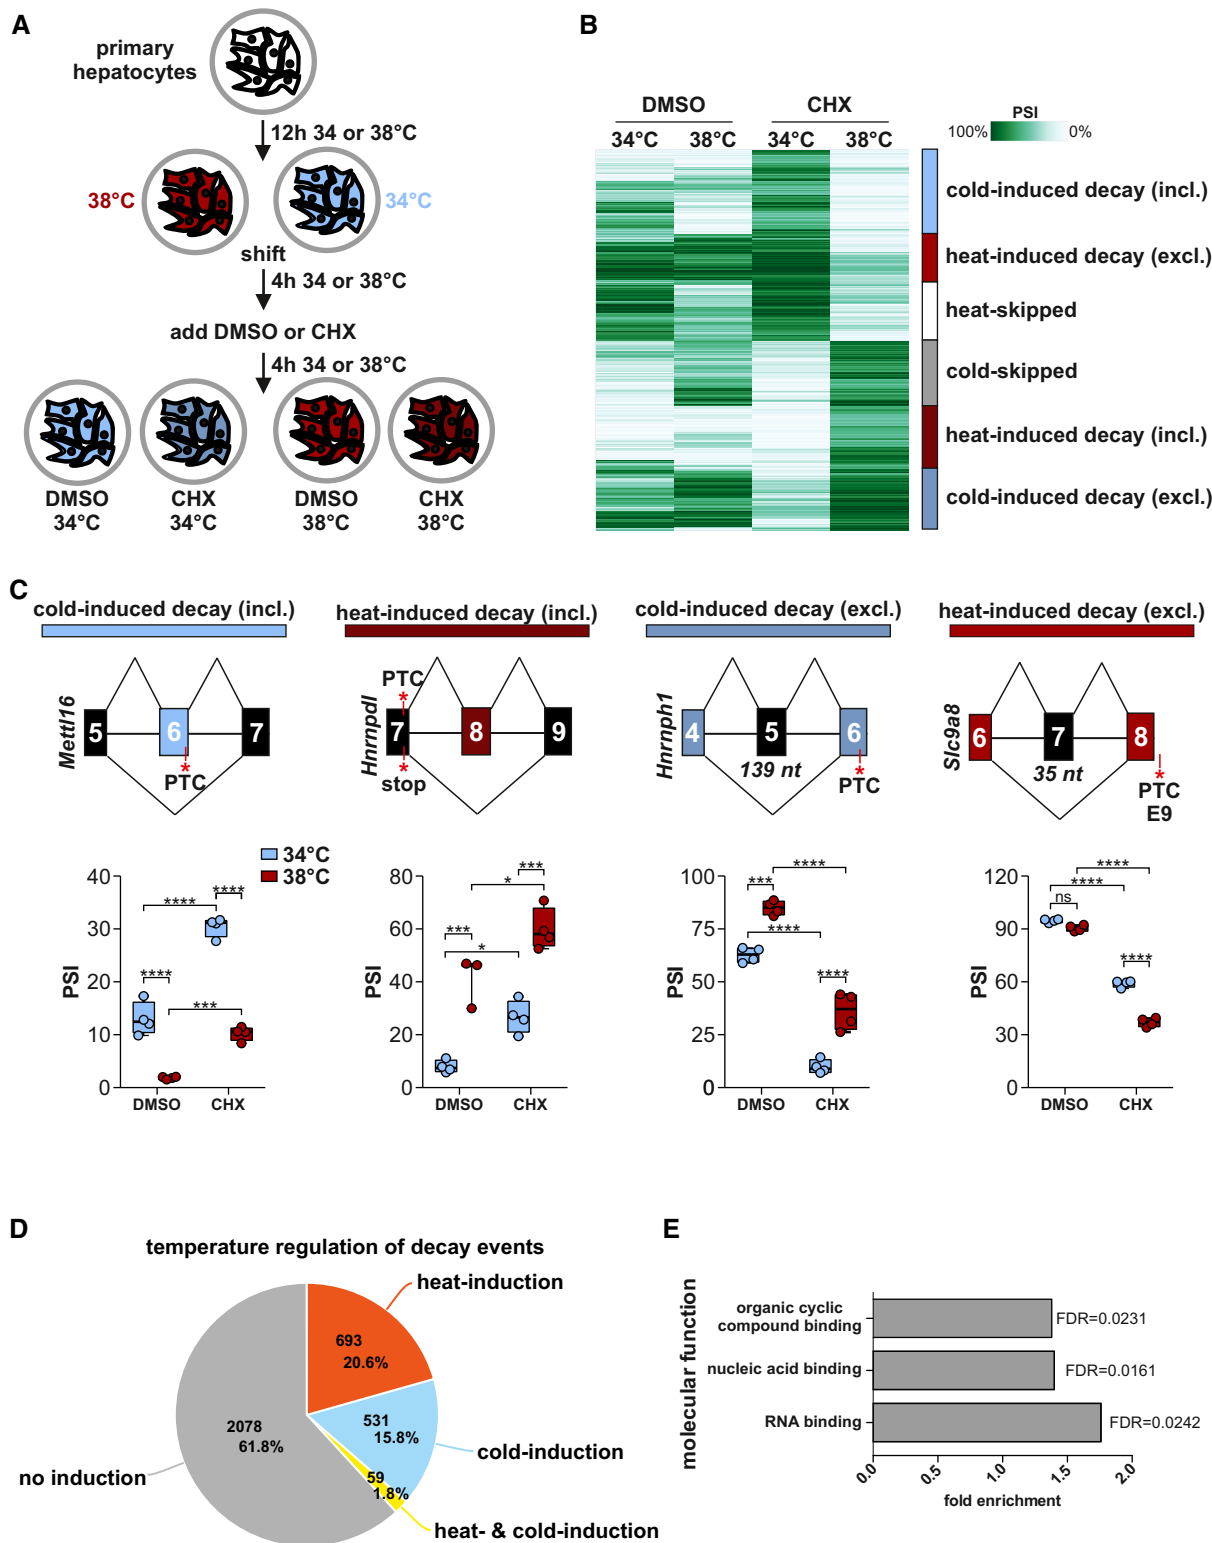 A
primary
hepatocytes
12h 34 or 38°C
38°C
34°C
shift
4h 34 or 38°C
add DMSO or CHX
4h 34 or 38°C
DMSO
34°C
CHX
34°C
DMSO
38°C
CHX
38°C
B
DMSO
CHX
34°C
38°C
34°C
38°C
PSI
100%
0%
cold-induced decay (incl.)
heat-induced decay (excl.)
heat-skipped
cold-skipped
heat-induced decay (incl.)
cold-induced decay (excl.)
C
cold-induced decay (incl.)
Mettl16
5
6
7
*
PTC
34°C
38°C
PSI
40
30
20
10
0
****
****
****
***
DMSO
CHX
heat-induced decay (incl.)
Hnrnpdl
PTC
*
7
8
9
*
stop
PSI
80
60
40
20
0
***
*
***
*
DMSO
CHX
cold-induced decay (excl.)
Hnrnph1
4
5
6
139 nt
*
PTC
PSI
100
75
50
25
0
****
***
****
****
DMSO
CHX
heat-induced decay (excl.)
Slc9a8
6
7
8
35 nt
*
PTC
E9
PSI
120
90
60
30
0
****
****
ns
****
DMSO
CHX
D
temperature regulation of decay events
heat-induction
693
20.6%
531
15.8%
cold-induction
59
1.8%
heat- & cold-induction
2078
61.8%
no induction
E
molecular function
organic cyclic
compound binding
FDR=0.0231
nucleic acid binding
FDR=0.0161
RNA binding
FDR=0.0242
0.0
0.5
1.0
1.5
2.0
fold enrichment